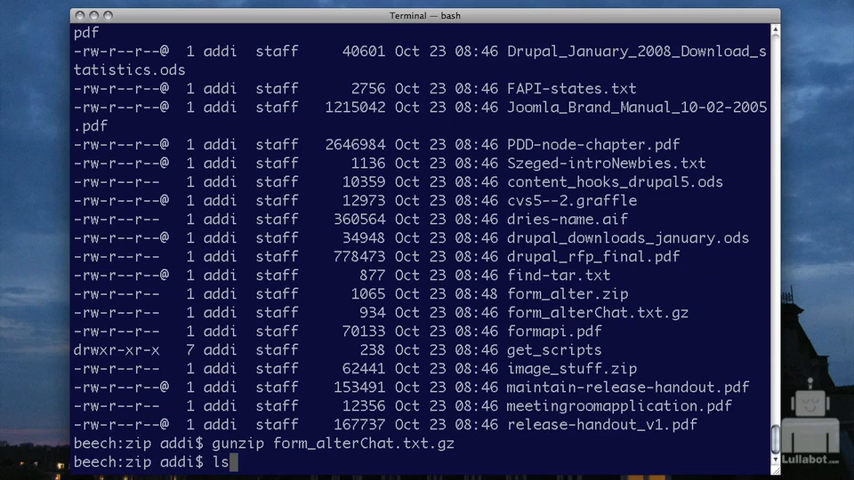 Terminal — bash
pdf
-rw-r--r--@ 1 addi staff 40601 Oct 23 08:46 Drupal_January_2008_Download_s
tatistics.ods
-rw-r--r--@ 1 addi staff 2756 Oct 23 08:46 FAPI-states.txt
-rw-r--r--@ 1 addi staff 1215042 Oct 23 08:46 Joomla_Brand_Manual_10-02-2005
.pdf
-rw-r--r--@ 1 addi staff 2646984 Oct 23 08:46 PDD-node-chapter.pdf
-rw-r--r--@ 1 addi staff 1136 Oct 23 08:46 Szeged-introNewbies.txt
-rw-r--r-- 1 addi staff 10359 Oct 23 08:46 content_hooks_drupal5.ods
-rw-r--r--@ 1 addi staff 12973 Oct 23 08:46 cvs5--2.graffle
-rw-r--r-- 1 addi staff 360564 Oct 23 08:46 dries-name.aif
-rw-r--r--@ 1 addi staff 34948 Oct 23 08:46 drupal_downloads_january.ods
-rw-r--r-- 1 addi staff 778473 Oct 23 08:46 drupal_rfp_final.pdf
-rw-r--r--@ 1 addi staff 877 Oct 23 08:46 find-tar.txt
-rw-r--r-- 1 addi staff 1065 Oct 23 08:48 form_alter.zip
-rw-r--r-- 1 addi staff 934 Oct 23 08:46 form_alterChat.txt.gz
-rw-r--r-- 1 addi staff 70133 Oct 23 08:46 formapi.pdf
drwxr-xr-x 7 addi staff 238 Oct 23 08:46 get_scripts
-rw-r--r-- 1 addi staff 62441 Oct 23 08:46 image_stuff.zip
-rw-r--r--@ 1 addi staff 153491 Oct 23 08:46 maintain-release-handout.pdf
-rw-r--r-- 1 addi staff 12356 Oct 23 08:46 meetingroomapplication.pdf
-rw-r--r--@ 1 addi staff 167737 Oct 23 08:46 release-handout_v1.pdf
beech:zip addi$ gunzip form_alterChat.txt.gz
beech:zip addi$ ls
Lullabot.com